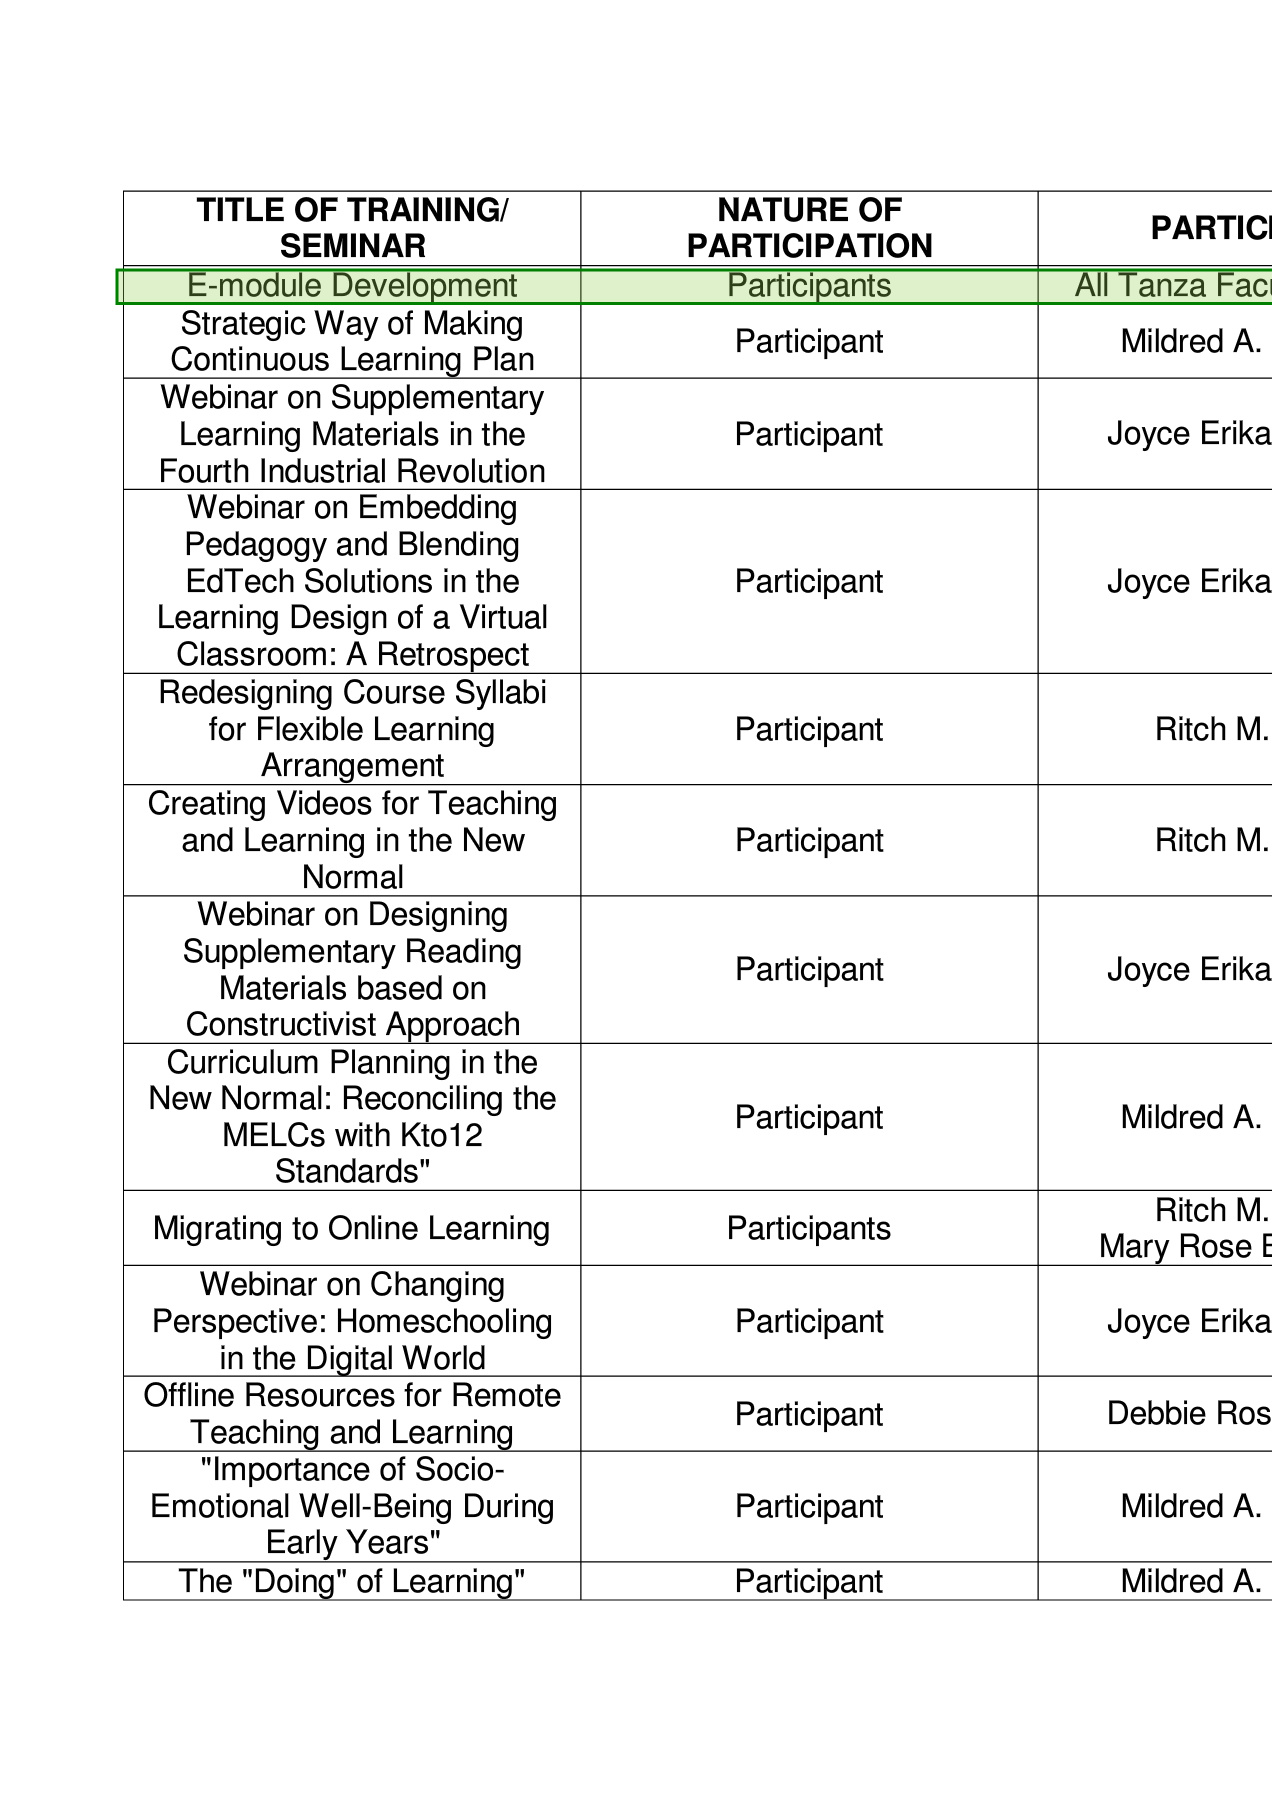 TITLE OF TRAINING/
SEMINAR
NATURE OF
PARTICIPATION
E-module Development
Participants
All Tanza
Strategic Way of Making
Continuous Learning Plan
Participant
Mildred A.
Webinar on Supplementary
Learning Materials in the
Fourth Industrial Revolution
Participant
Joyce Erika
Webinar on Embedding
Pedagogy and Blending
EdTech Solutions in the
Learning Design of a Virtual
Classroom: A Retrospect
Participant
Joyce Erika
Redesigning Course Syllabi
for Flexible Learning
Arrangement
Participant
Ritch M.
Creating Videos for Teaching
and Learning in the New
Normal
Participant
Ritch M.
Webinar on Designing
Supplementary Reading
Materials based on
Constructivist Approach
Participant
Joyce Erika
Curriculum Planning in the
New Normal: Reconciling the
MELCs with Kto12
Standards"
Participant
Mildred A.
Migrating to Online Learning
Participants
Ritch M.
Mary Rose
Webinar on Changing
Perspective: Homeschooling
in the Digital World
Participant
Joyce Erika
Offline Resources for Remote
Teaching and Learning
Participant
Debbie
"Importance of Socio-
Emotional Well-Being During
Early Years"
Participant
Mildred A.
The "Doing" of Learning"
Participant
Mildred A.